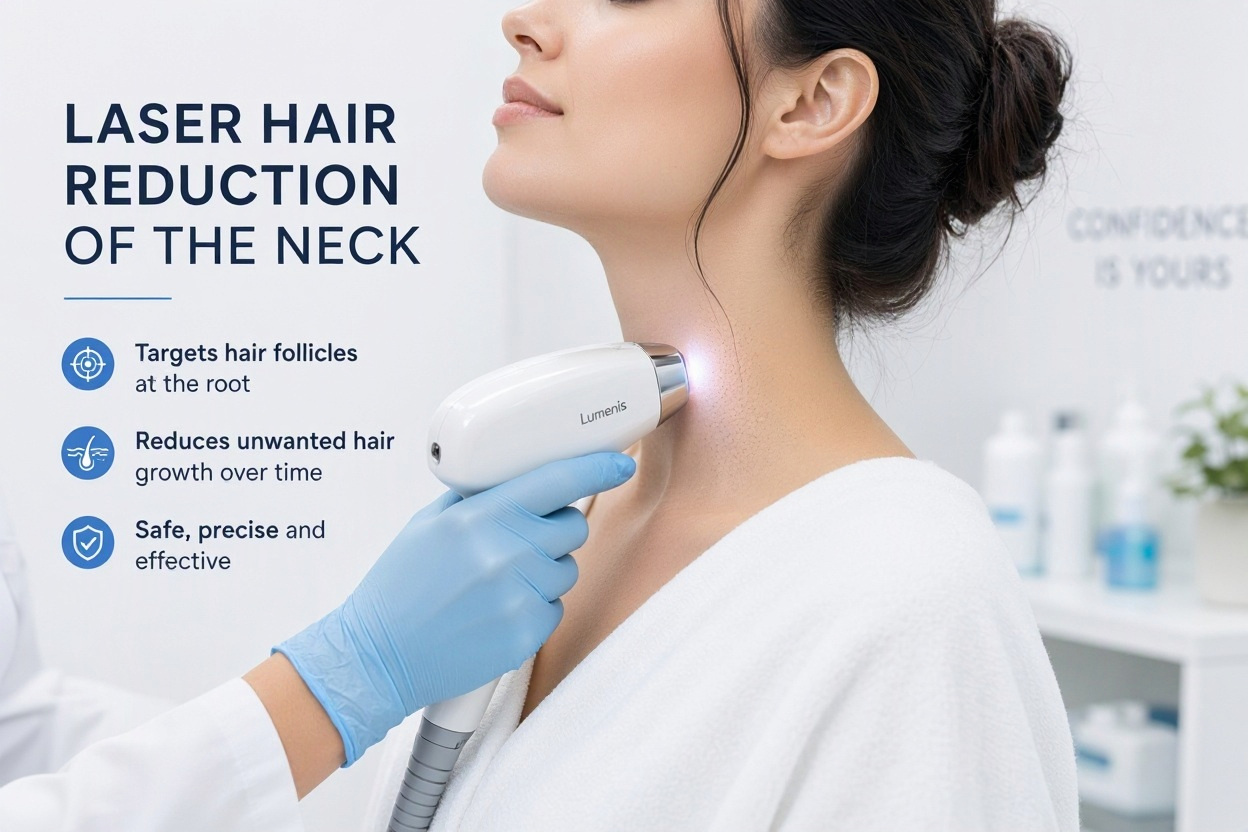 LASER HAIR
REDUCTION
OF THE NECK
Targets hair follicles
at the root
Reduces unwanted hair
growth over time
Safe, precise and
effective
Lumenis
CONFIDENCE
IS YOURS